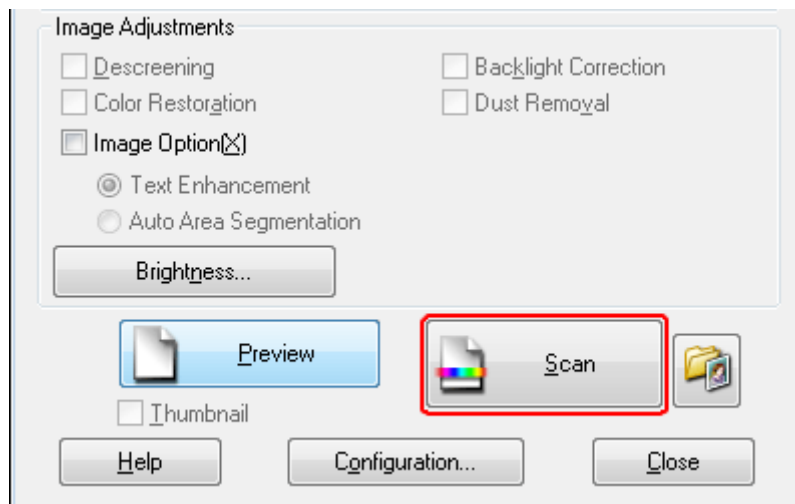 Image Adjustments
Descreening Backlight Correction
Color Restoration Dust Removal
Image Option(X)
Text Enhancement
Auto Area Segmentation
Brightness...
Preview Scan
Thumbnail
Help Configuration... Close